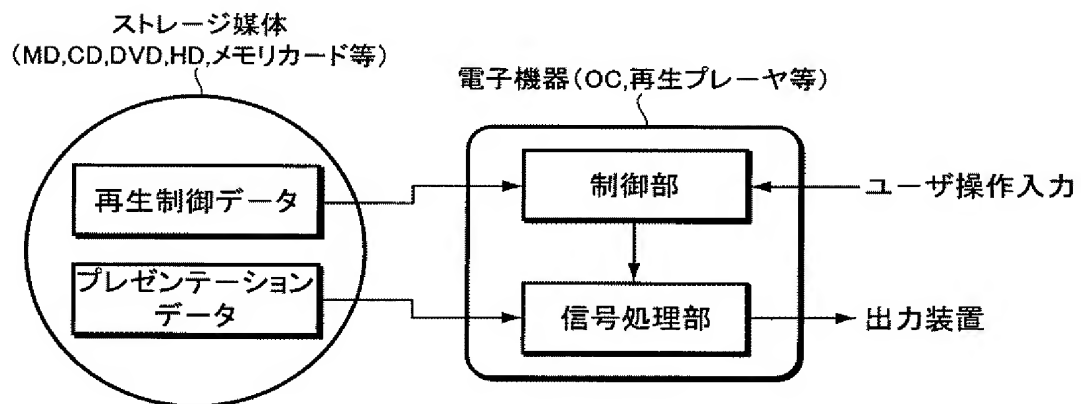 ストレージ媒体
(MD,CD,DVD,HD,メモリカード等)
電子機器(OC,再生プレーヤ等)
再生制御データ
制御部
ユーザ操作入力
プレゼンテーション
データ
信号処理部
出力装置